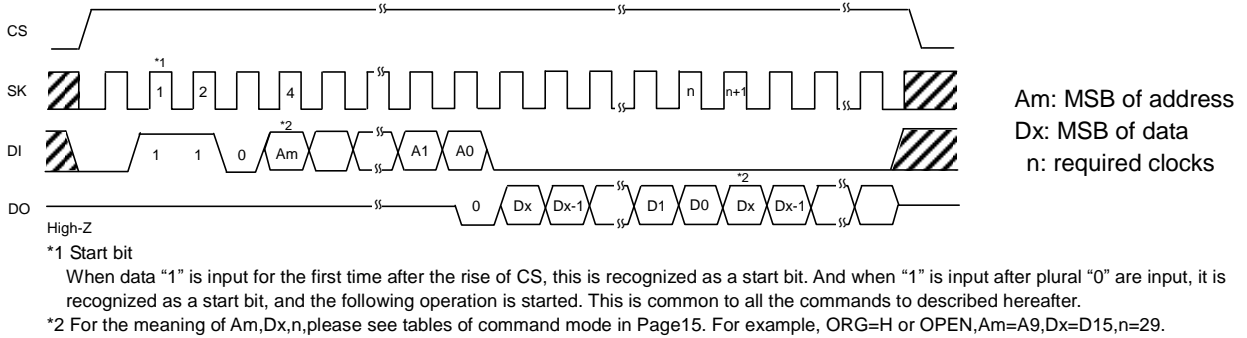 CS
*1
SK 1 2 4 n n+1
*2
DI 1 1 0 Am A1 A0
*2
DO 0 Dx Dx-1 D1 D0 Dx Dx-1
High-Z
Am: MSB of address
Dx: MSB of data
n: required clocks
*1 Start bit
When data “1” is input for the first time after the rise of CS, this is recognized as a start bit. And when “1” is input after plural “0” are input, it is
recognized as a start bit, and the following operation is started. This is common to all the commands to described hereafter.
*2 For the meaning of Am,Dx,n,please see tables of command mode in Page15. For example, ORG=H or OPEN,Am=A9,Dx=D15,n=29.